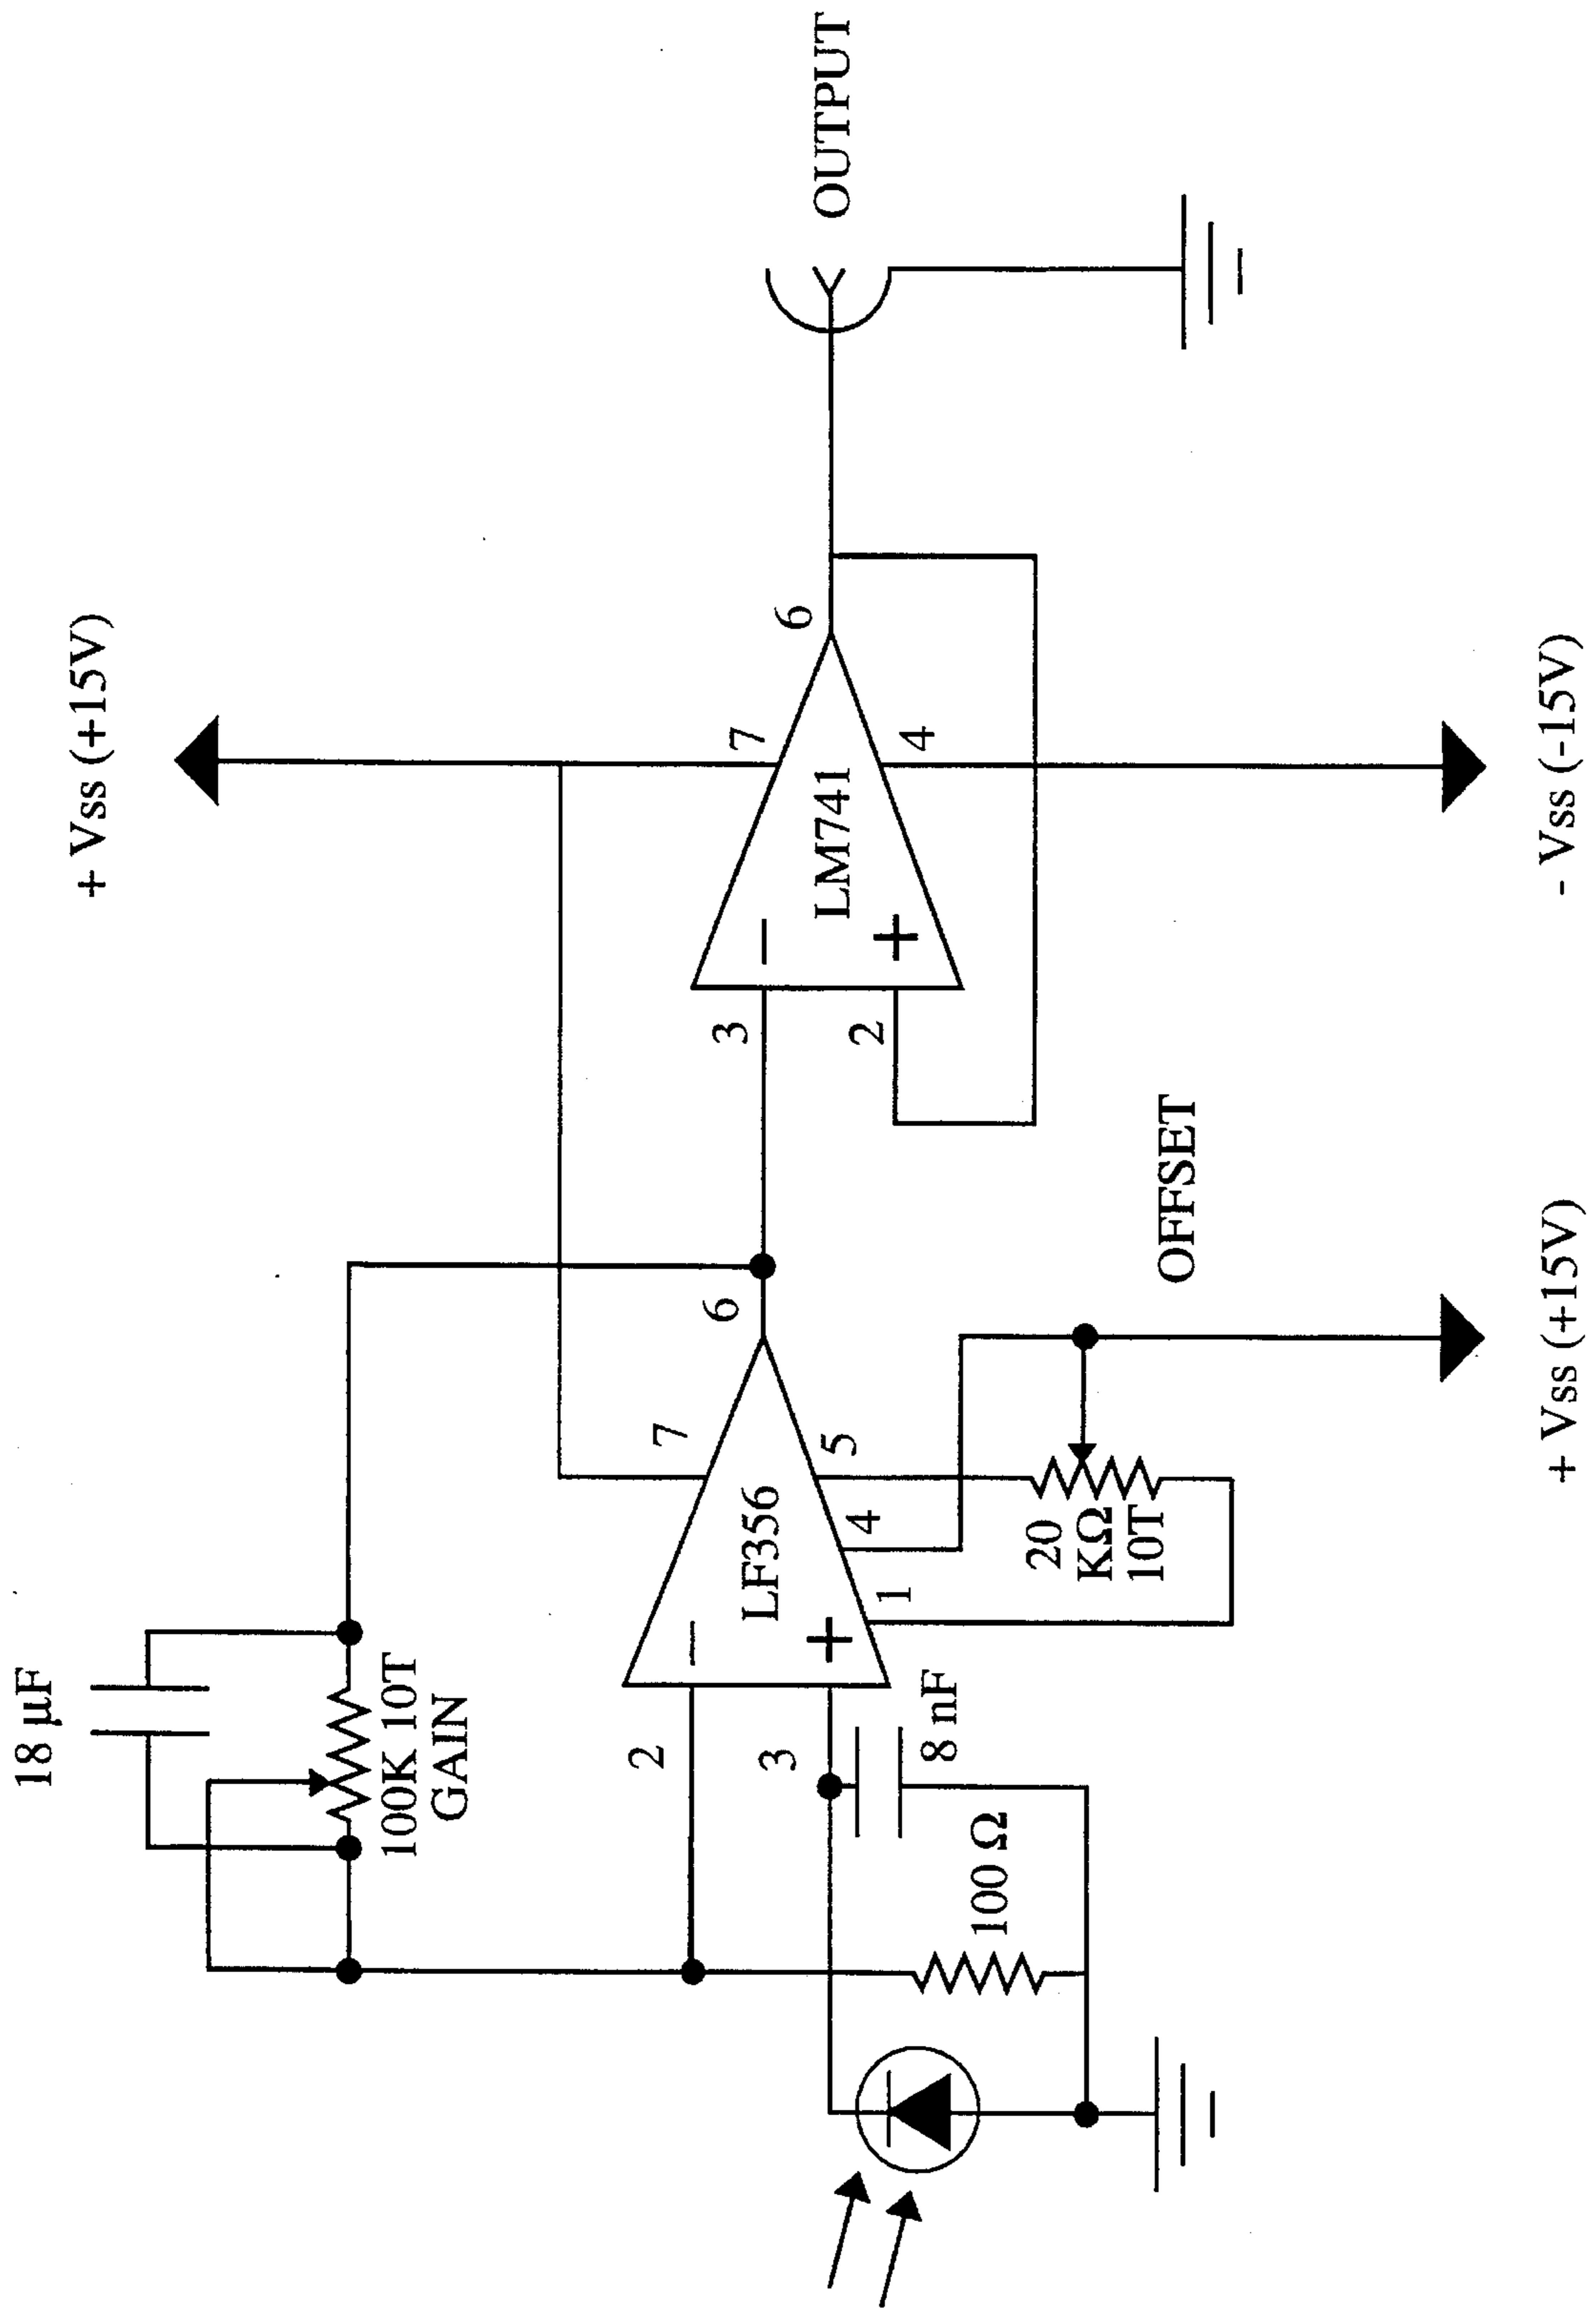 18 µF
+ Vss (+15V)
100K 10T
GAIN
2
7
6
3
7
6
−
LF356
3
+
−
LM741
OUTPUT
5
4
1
2
+
4
8 nF
100 Ω
20
KΩ
10T
OFFSET
+ Vss (+15V)
- Vss (-15V)